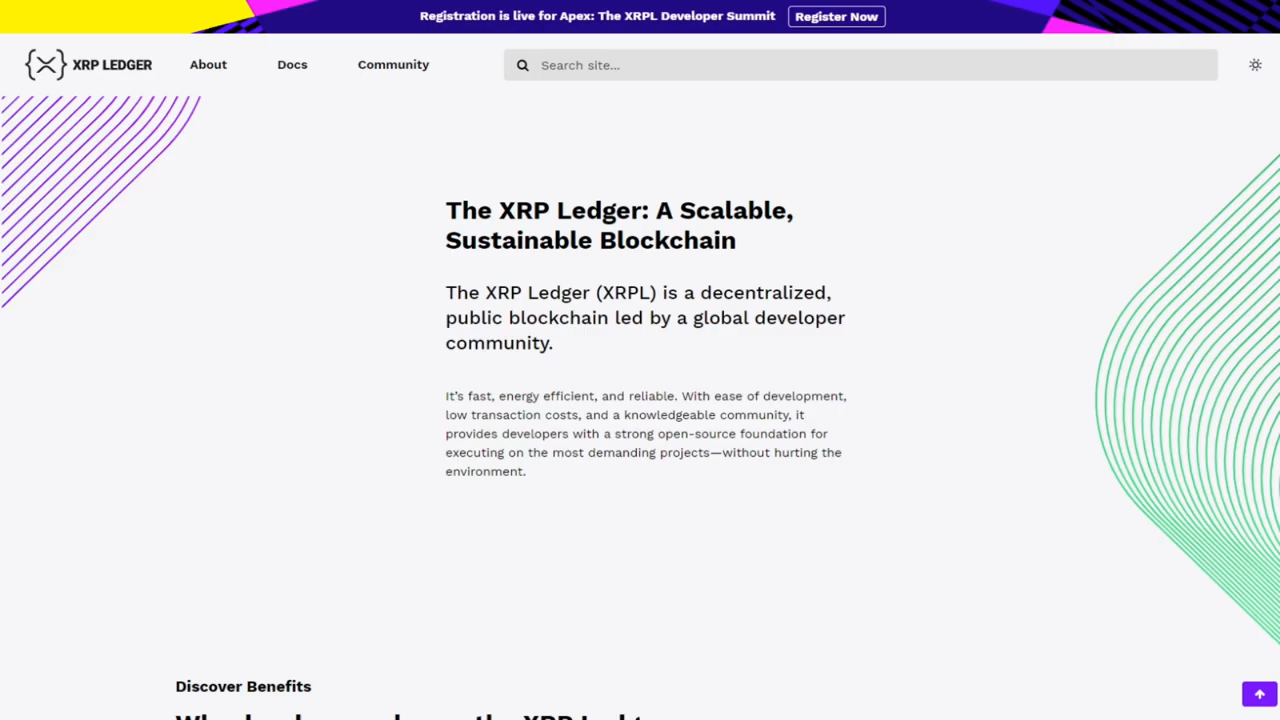 Registration is live for Apex: The XRPL Developer Summit Register Now
XRP LEDGER About Docs Community Search site...
The XRP Ledger: A Scalable,
Sustainable Blockchain
The XRP Ledger (XRPL) is a decentralized,
public blockchain led by a global developer
community.
It's fast, energy efficient, and reliable. With ease of development,
low transaction costs, and a knowledgeable community, it
provides developers with a strong open-source foundation for
executing on the most demanding projects—without hurting the
environment.
Discover Benefits